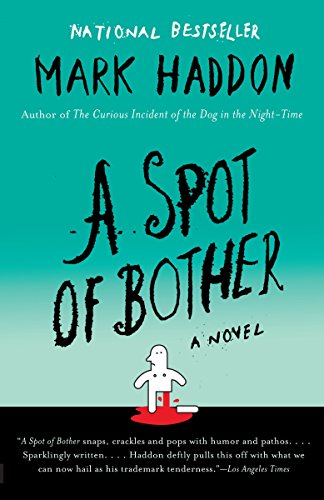 NATIONAL BESTSELLER
MARK HADDON
Author of The Curious Incident of the Dog in the Night-Time
A SPOT
OF BOTHER
A NOVEL
"A Spot of Bother snaps, crackles and pops with humor and pathos. . . .
Sparklingly written. . . . Haddon deftly pulls this off with what we
can now hail as his trademark tenderness."—Los Angeles Times